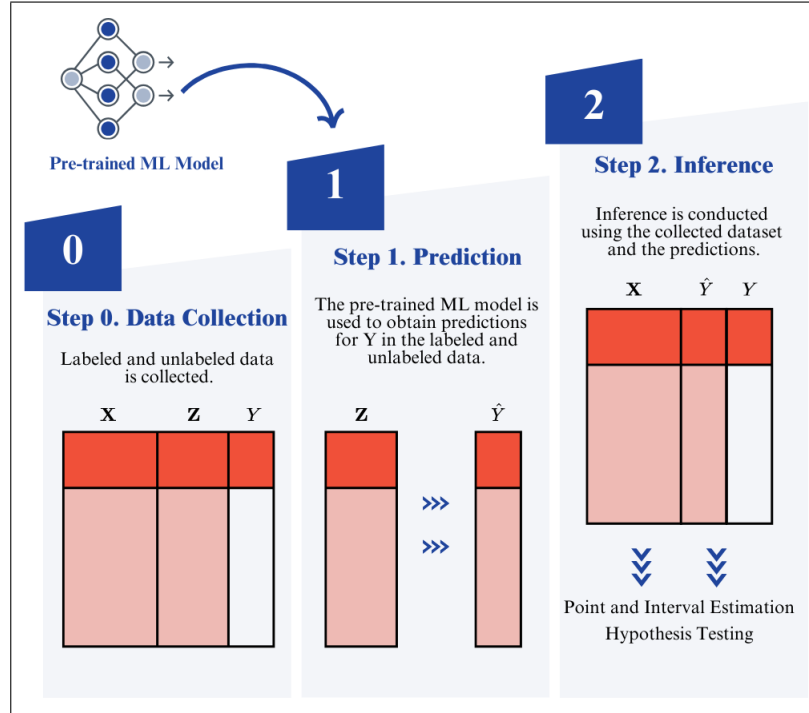 Pre-trained ML Model
0
Step 0. Data Collection
Labeled and unlabeled data
is collected.
X Z Y
1
Step 1. Prediction
The pre-trained ML model is
used to obtain predictions
for Y in the labeled and
unlabeled data.
Z Ŷ
2
Step 2. Inference
Inference is conducted
using the collected dataset
and the predictions.
X Ŷ Y
Point and Interval Estimation
Hypothesis Testing